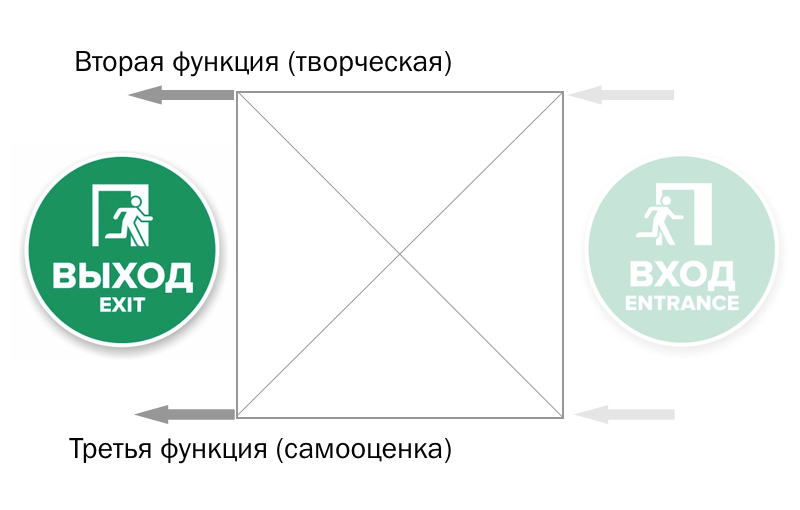 Вторая функция (творческая)
ВЫХОД
EXIT
ВХОД
ENTRANCE
Третья функция (самооценка)